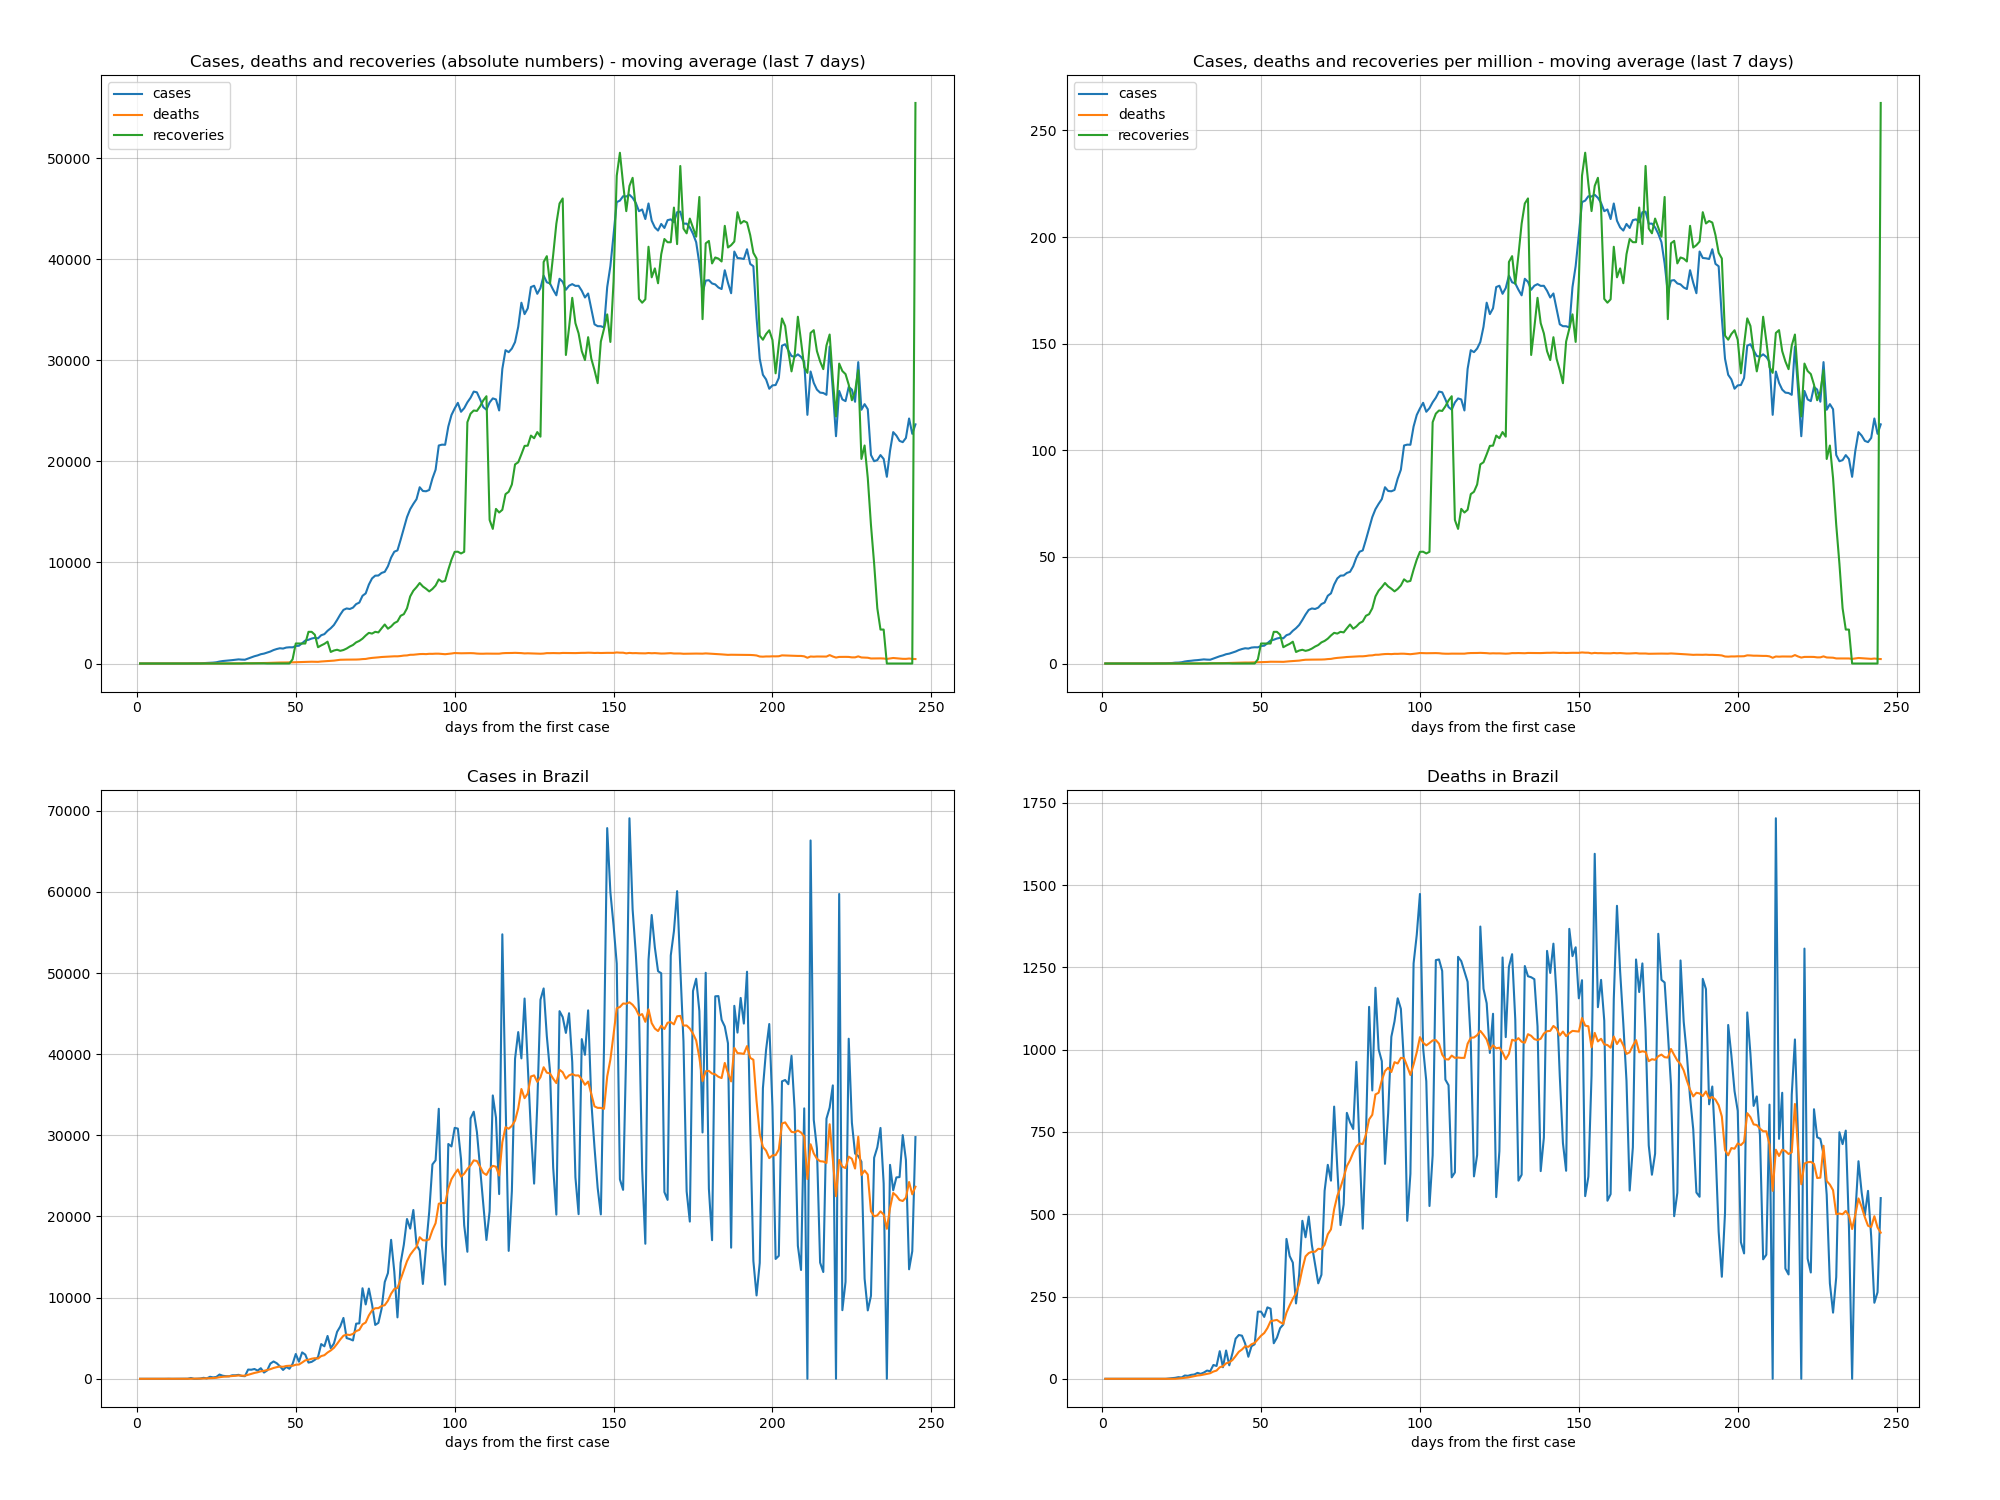 Cases, deaths and recoveries (absolute numbers) - moving average (last 7 days)
cases
deaths
recoveries
50000
40000
30000
20000
10000
0
0 50 100 150 200 250
days from the first case
Cases, deaths and recoveries per million - moving average (last 7 days)
cases
deaths
recoveries
250
200
150
100
50
0
0 50 100 150 200 250
days from the first case
Cases in Brazil
70000
60000
50000
40000
30000
20000
10000
0
0 50 100 150 200 250
days from the first case
Deaths in Brazil
1750
1500
1250
1000
750
500
250
0
0 50 100 150 200 250
days from the first case